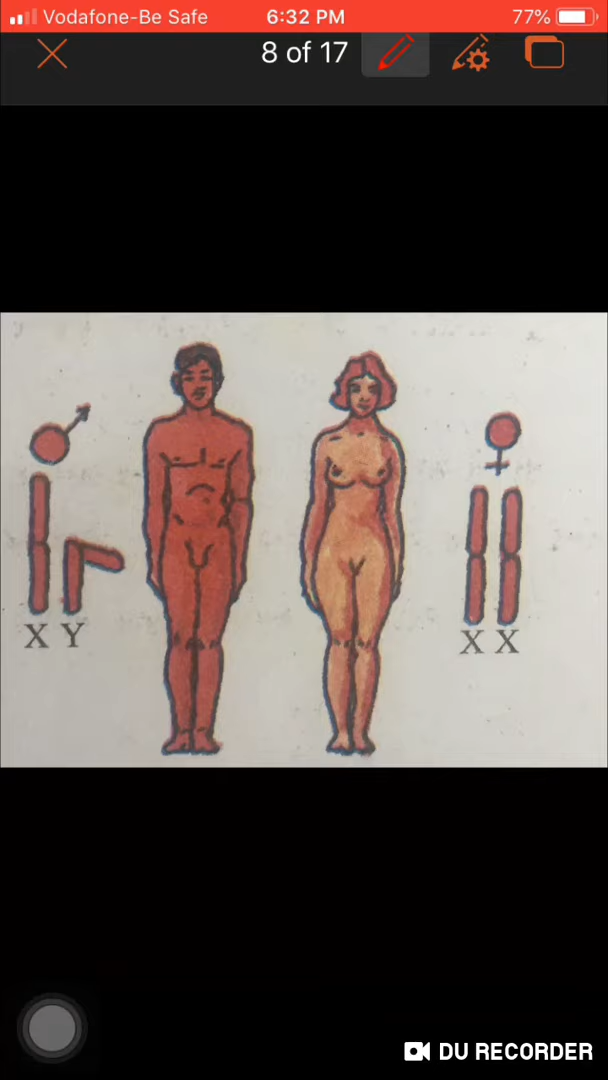 Vodafone-Be Safe 6:32 PM 77%
8 of 17
X Y
X X
DU RECORDER